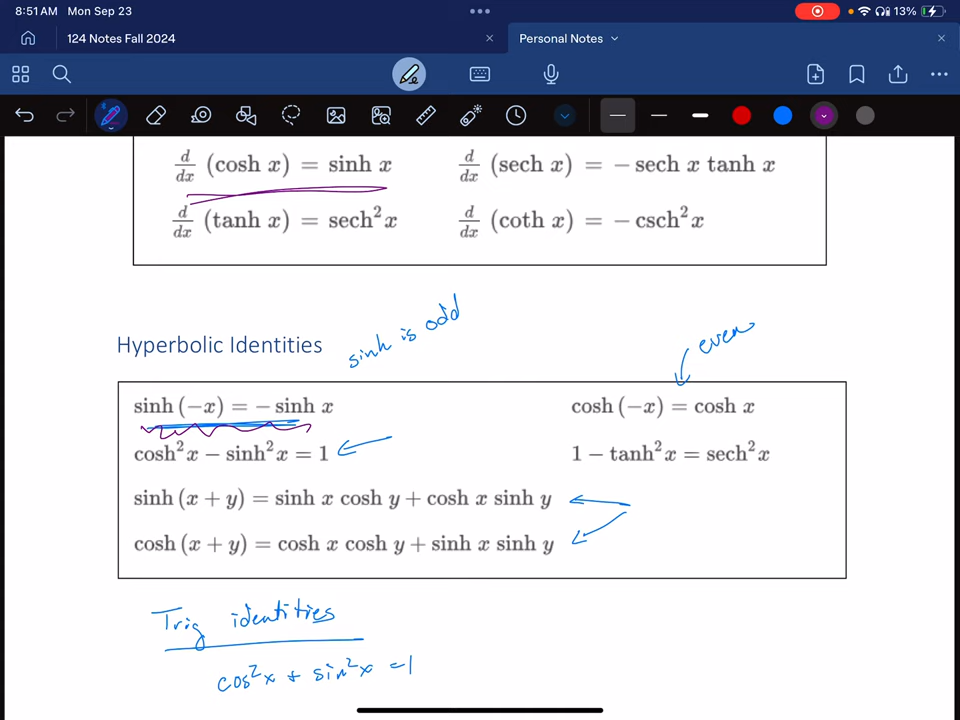 8:51 AM Mon Sep 23
13%
124 Notes Fall 2024
Personal Notes
d/dx (cosh x) = sinh x
d/dx (sech x) = − sech x tanh x
d/dx (tanh x) = sech²x
d/dx (coth x) = − csch²x
sinh is odd
even
Hyperbolic Identities
sinh (−x) = − sinh x
cosh (−x) = cosh x
cosh²x − sinh²x = 1
1 − tanh²x = sech²x
sinh (x + y) = sinh x cosh y + cosh x sinh y
cosh (x + y) = cosh x cosh y + sinh x sinh y
Trig identities
cos²x + sin²x = 1